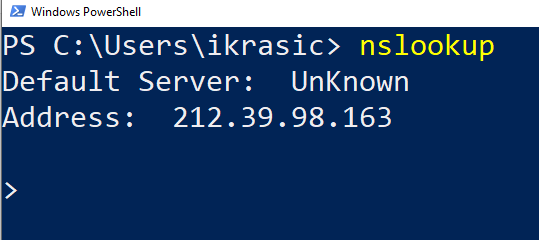 Windows PowerShell
PS C:\Users\ikrasic> nslookup
Default Server:  UnKnown
Address:  212.39.98.163
>